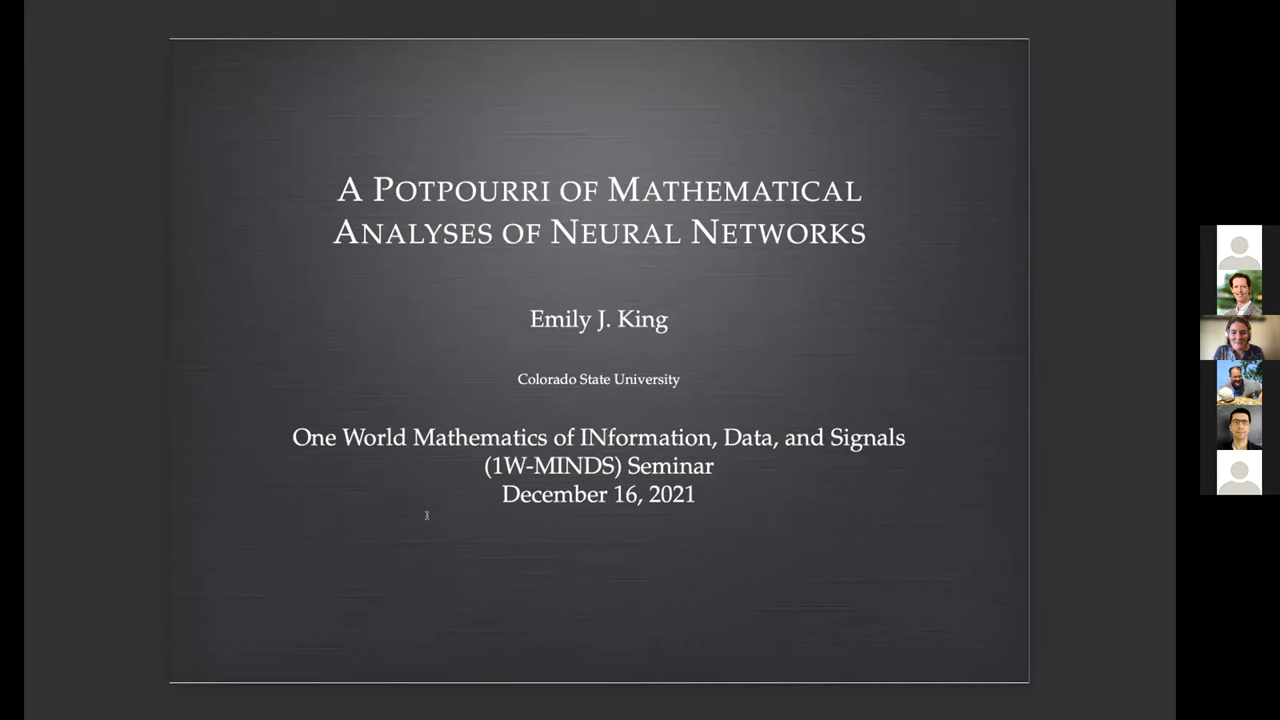 A POTPOURRI OF MATHEMATICAL
ANALYSES OF NEURAL NETWORKS
Emily J. King
Colorado State University
One World Mathematics of INformation, Data, and Signals
(1W-MINDS) Seminar
December 16, 2021